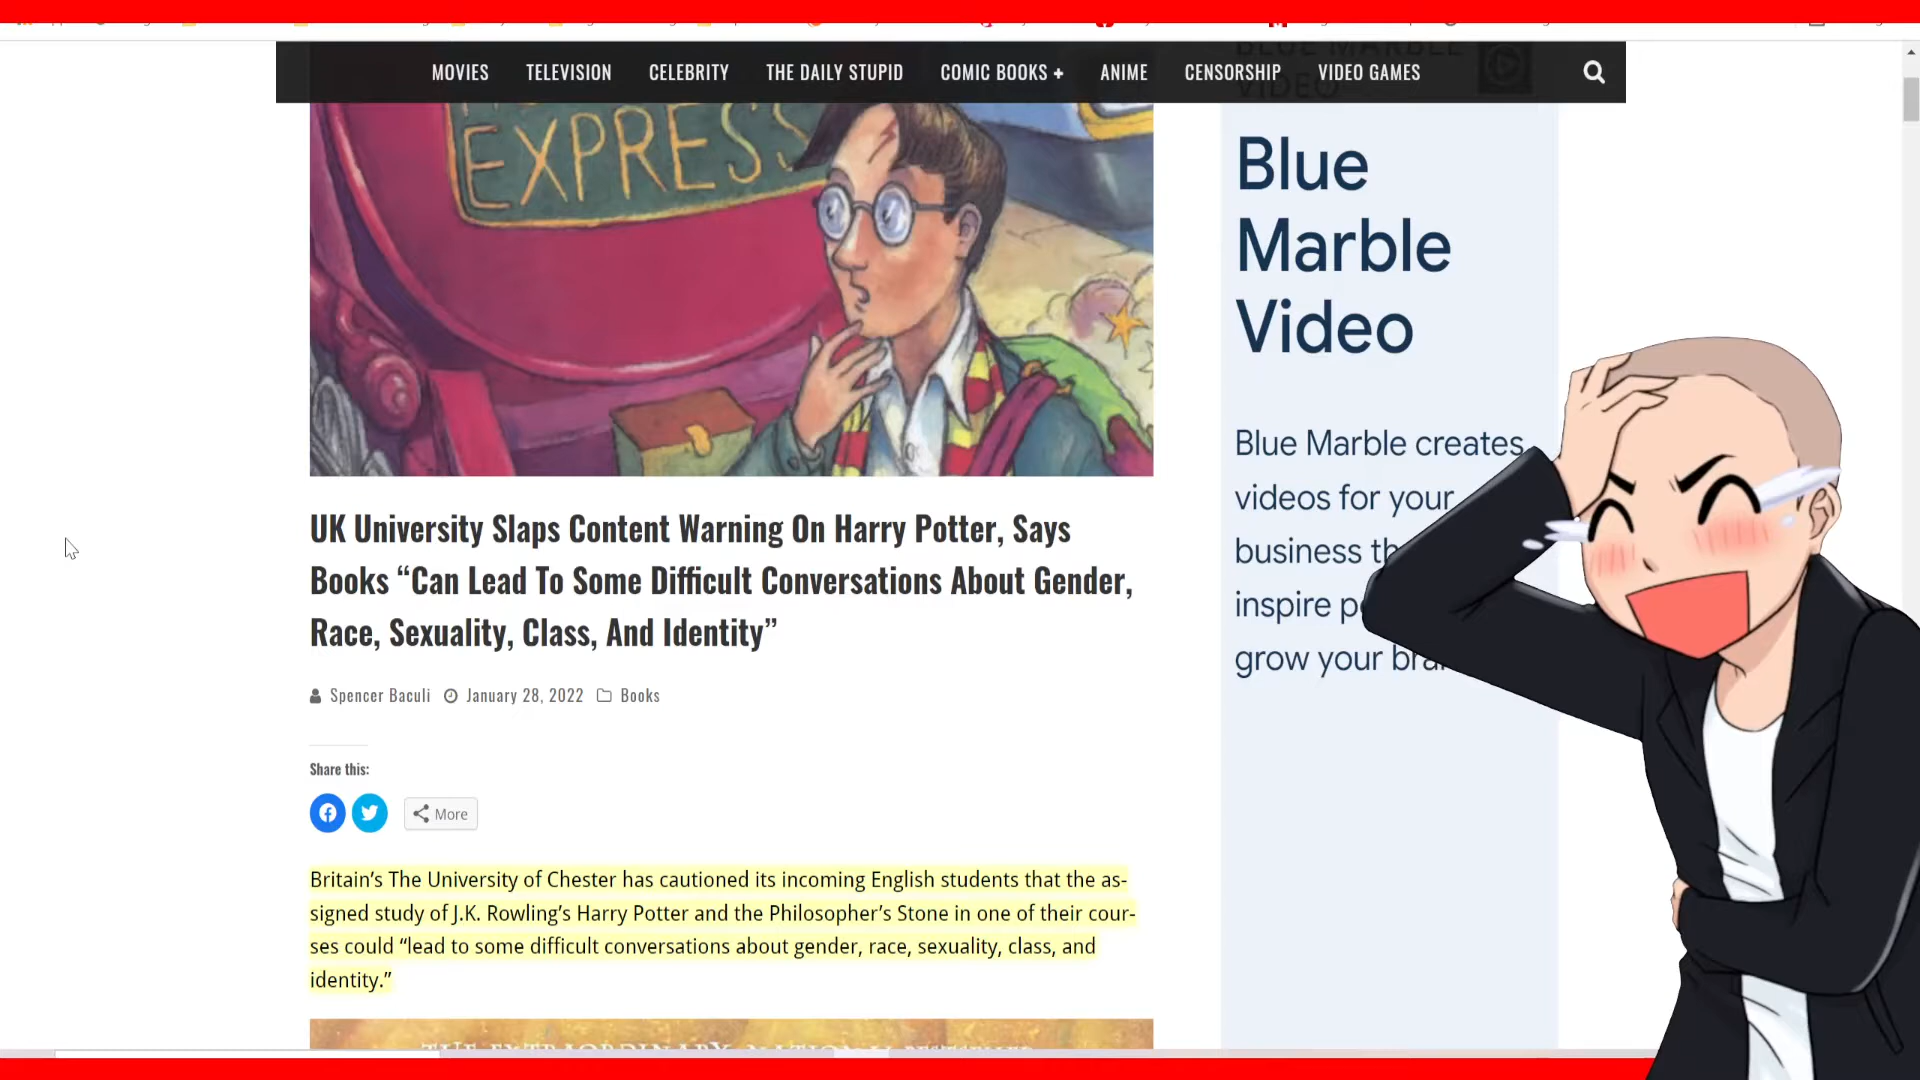 MOVIES TELEVISION CELEBRITY THE DAILY STUPID COMIC BOOKS + ANIME CENSORSHIP VIDEO GAMES
EXPRESS
UK University Slaps Content Warning On Harry Potter, Says
Books “Can Lead To Some Difficult Conversations About Gender,
Race, Sexuality, Class, And Identity”
Spencer Baculi January 28, 2022 Books
Share this:
More
Britain’s The University of Chester has cautioned its incoming English students that the as-
signed study of J.K. Rowling’s Harry Potter and the Philosopher’s Stone in one of their cour-
ses could “lead to some difficult conversations about gender, race, sexuality, class, and
identity.”
BLUE MARBLE
VIDEO
Blue
Marble
Video
Blue Marble creates
videos for your
business
inspire
grow your